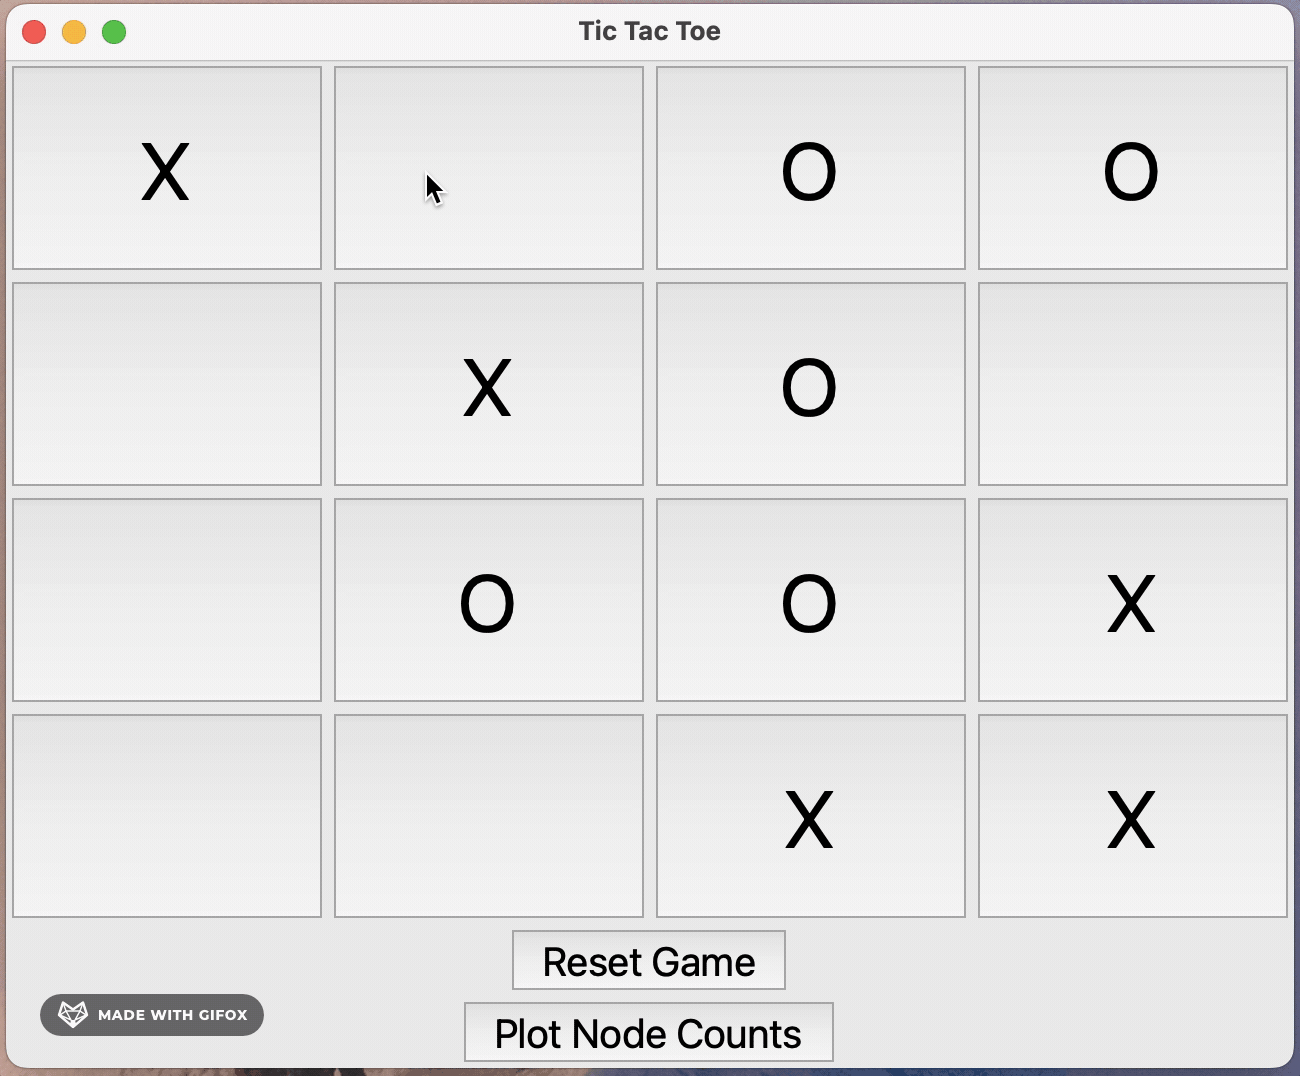 Tic Tac Toe
X O O
X O
O O X
X X
Reset Game
MADE WITH GIFOX
Plot Node Counts